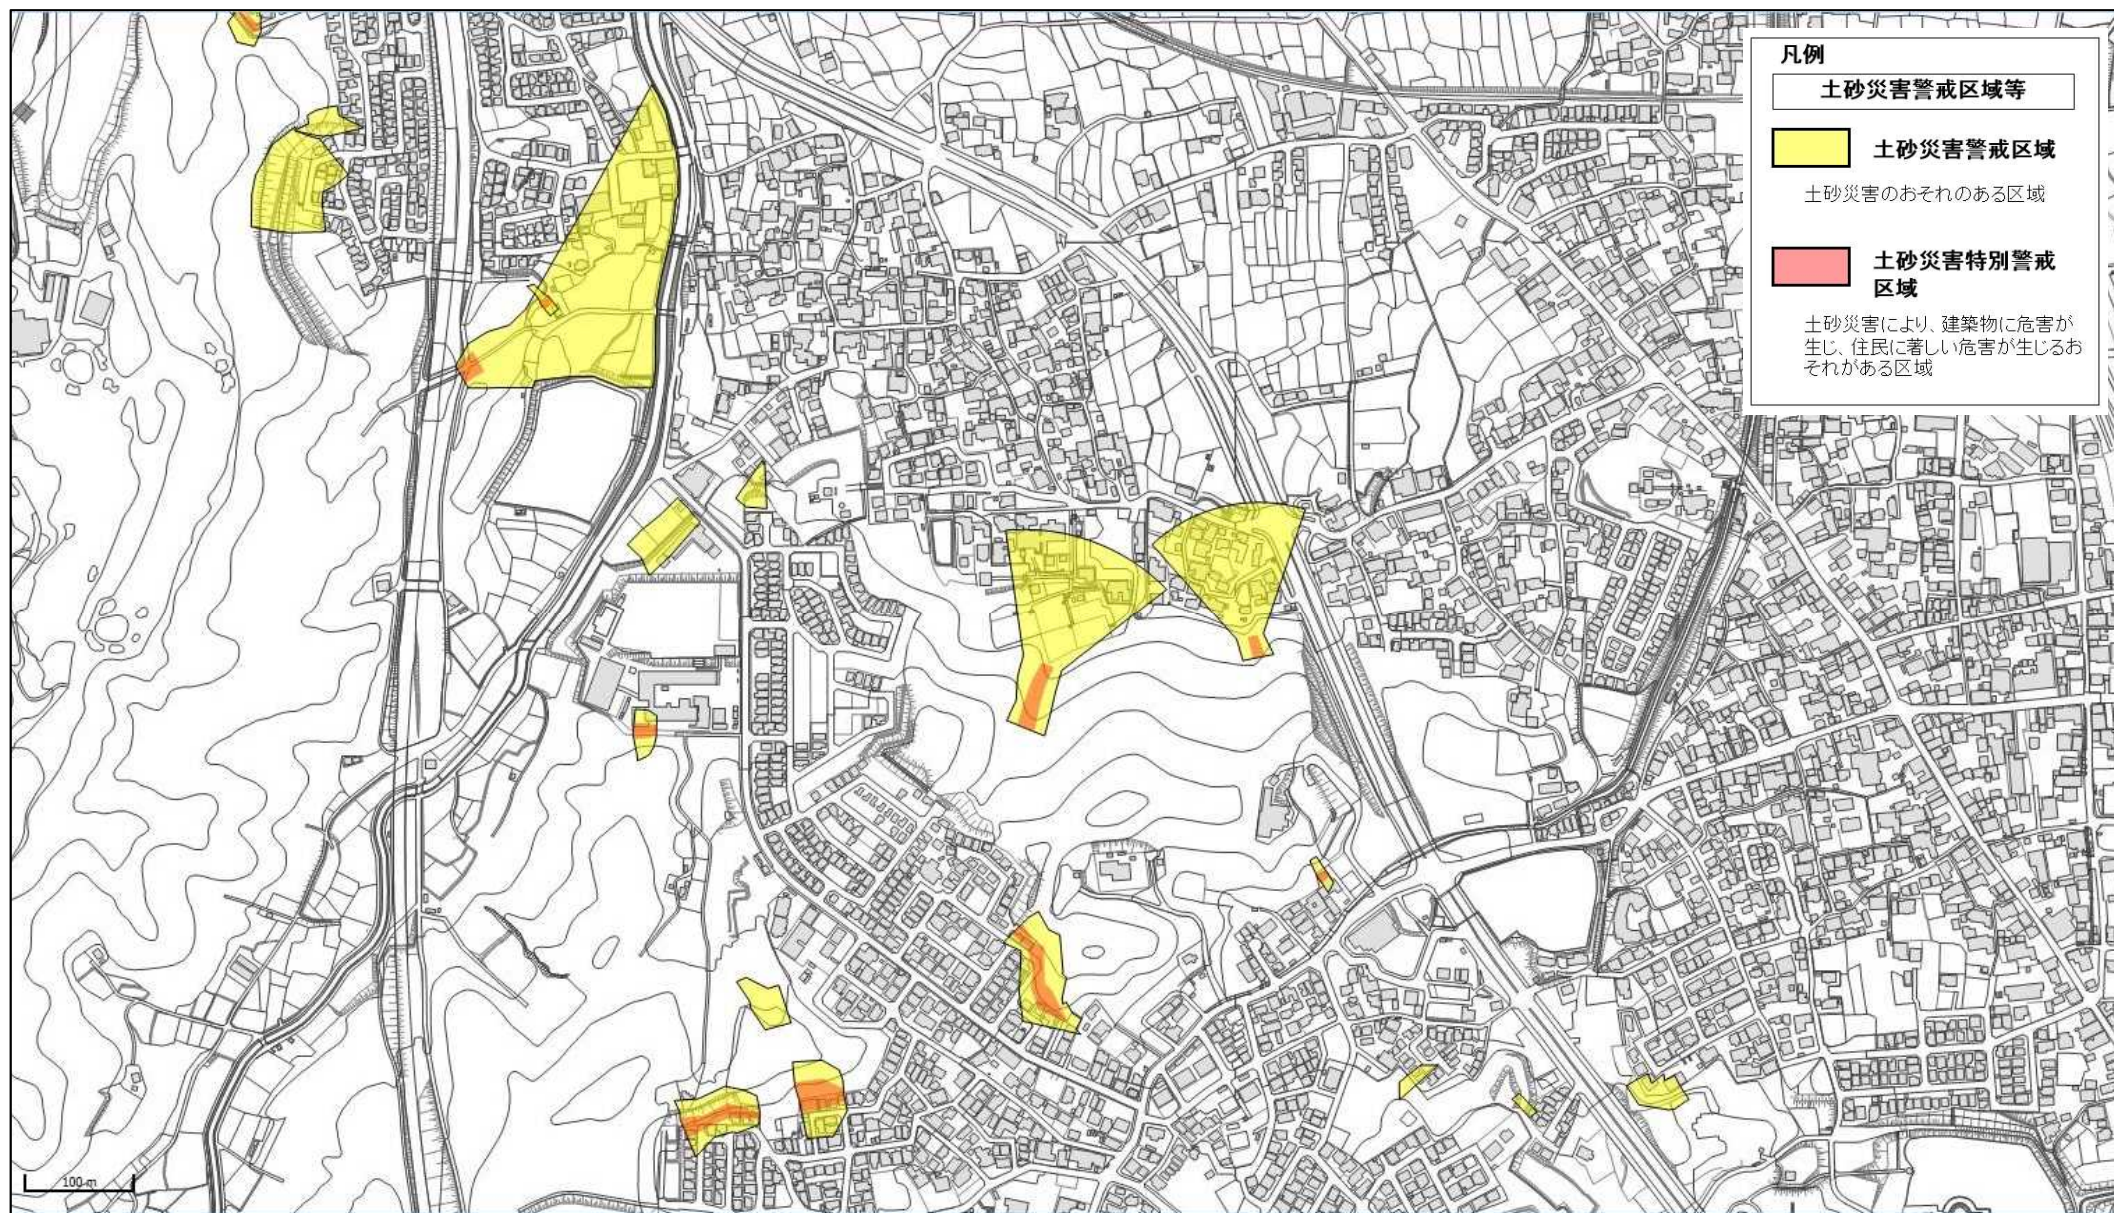 凡例
土砂災害警戒区域等
土砂災害警戒区域
土砂災害のおそれのある区域
土砂災害特別警戒
区域
土砂災害により、建築物に危害が
生じ、住民に著しい危害が生じるお
それがある区域
100 m